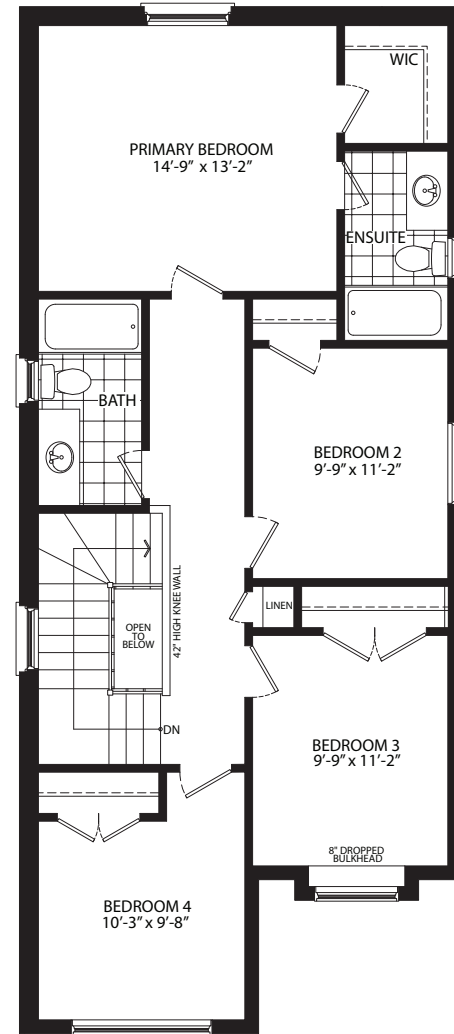 WIC
PRIMARY BEDROOM
14'-9" x 13'-2"
ENSUITE
BATH
BEDROOM 2
9'-9" x 11'-2"
LINEN
OPEN
TO
BELOW
42" HIGH KNEE WALL
DN
BEDROOM 3
9'-9" x 11'-2"
8" DROPPED
BULKHEAD
BEDROOM 4
10'-3" x 9'-8"